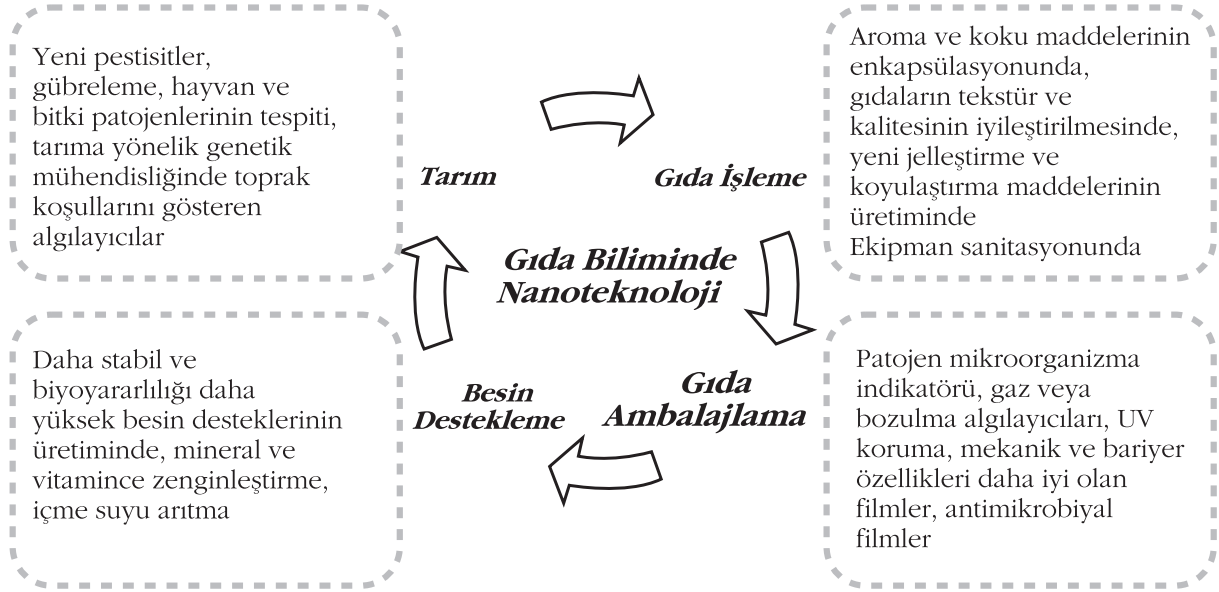 Yeni pestisitler,
gübreleme, hayvan ve
bitki patojenlerinin tespiti,
tarıma yönelik genetik
mühendisliğinde toprak
koşullarını gösteren
algılayıcılar
Tarım
Gıda İşleme
Aroma ve koku maddelerinin
enkapsülasyonunda,
gıdaların tekstür ve
kalitesinin iyileştirilmesinde,
yeni jelleştirme ve
koyulaştırma maddelerinin
üretiminde
Ekipman sanitasyonunda
Gıda Biliminde
Nanoteknoloji
Daha stabil ve
biyoyararlılığı daha
yüksek besin desteklerinin
üretiminde, mineral ve
vitamince zenginleştirme,
içme suyu arıtma
Besin
Destekleme
Gıda
Ambalajlama
Patojen mikroorganizma
indikatörü, gaz veya
bozulma algılayıcıları, UV
koruma, mekanik ve bariyer
özellikleri daha iyi olan
filmler, antimikrobiyal
filmler